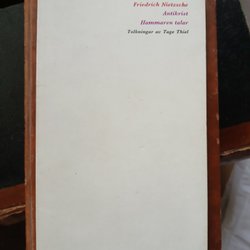 Friedrich Nietzsche
Antikrist
Hammaren talar
Tolkningar av Tage Thiel